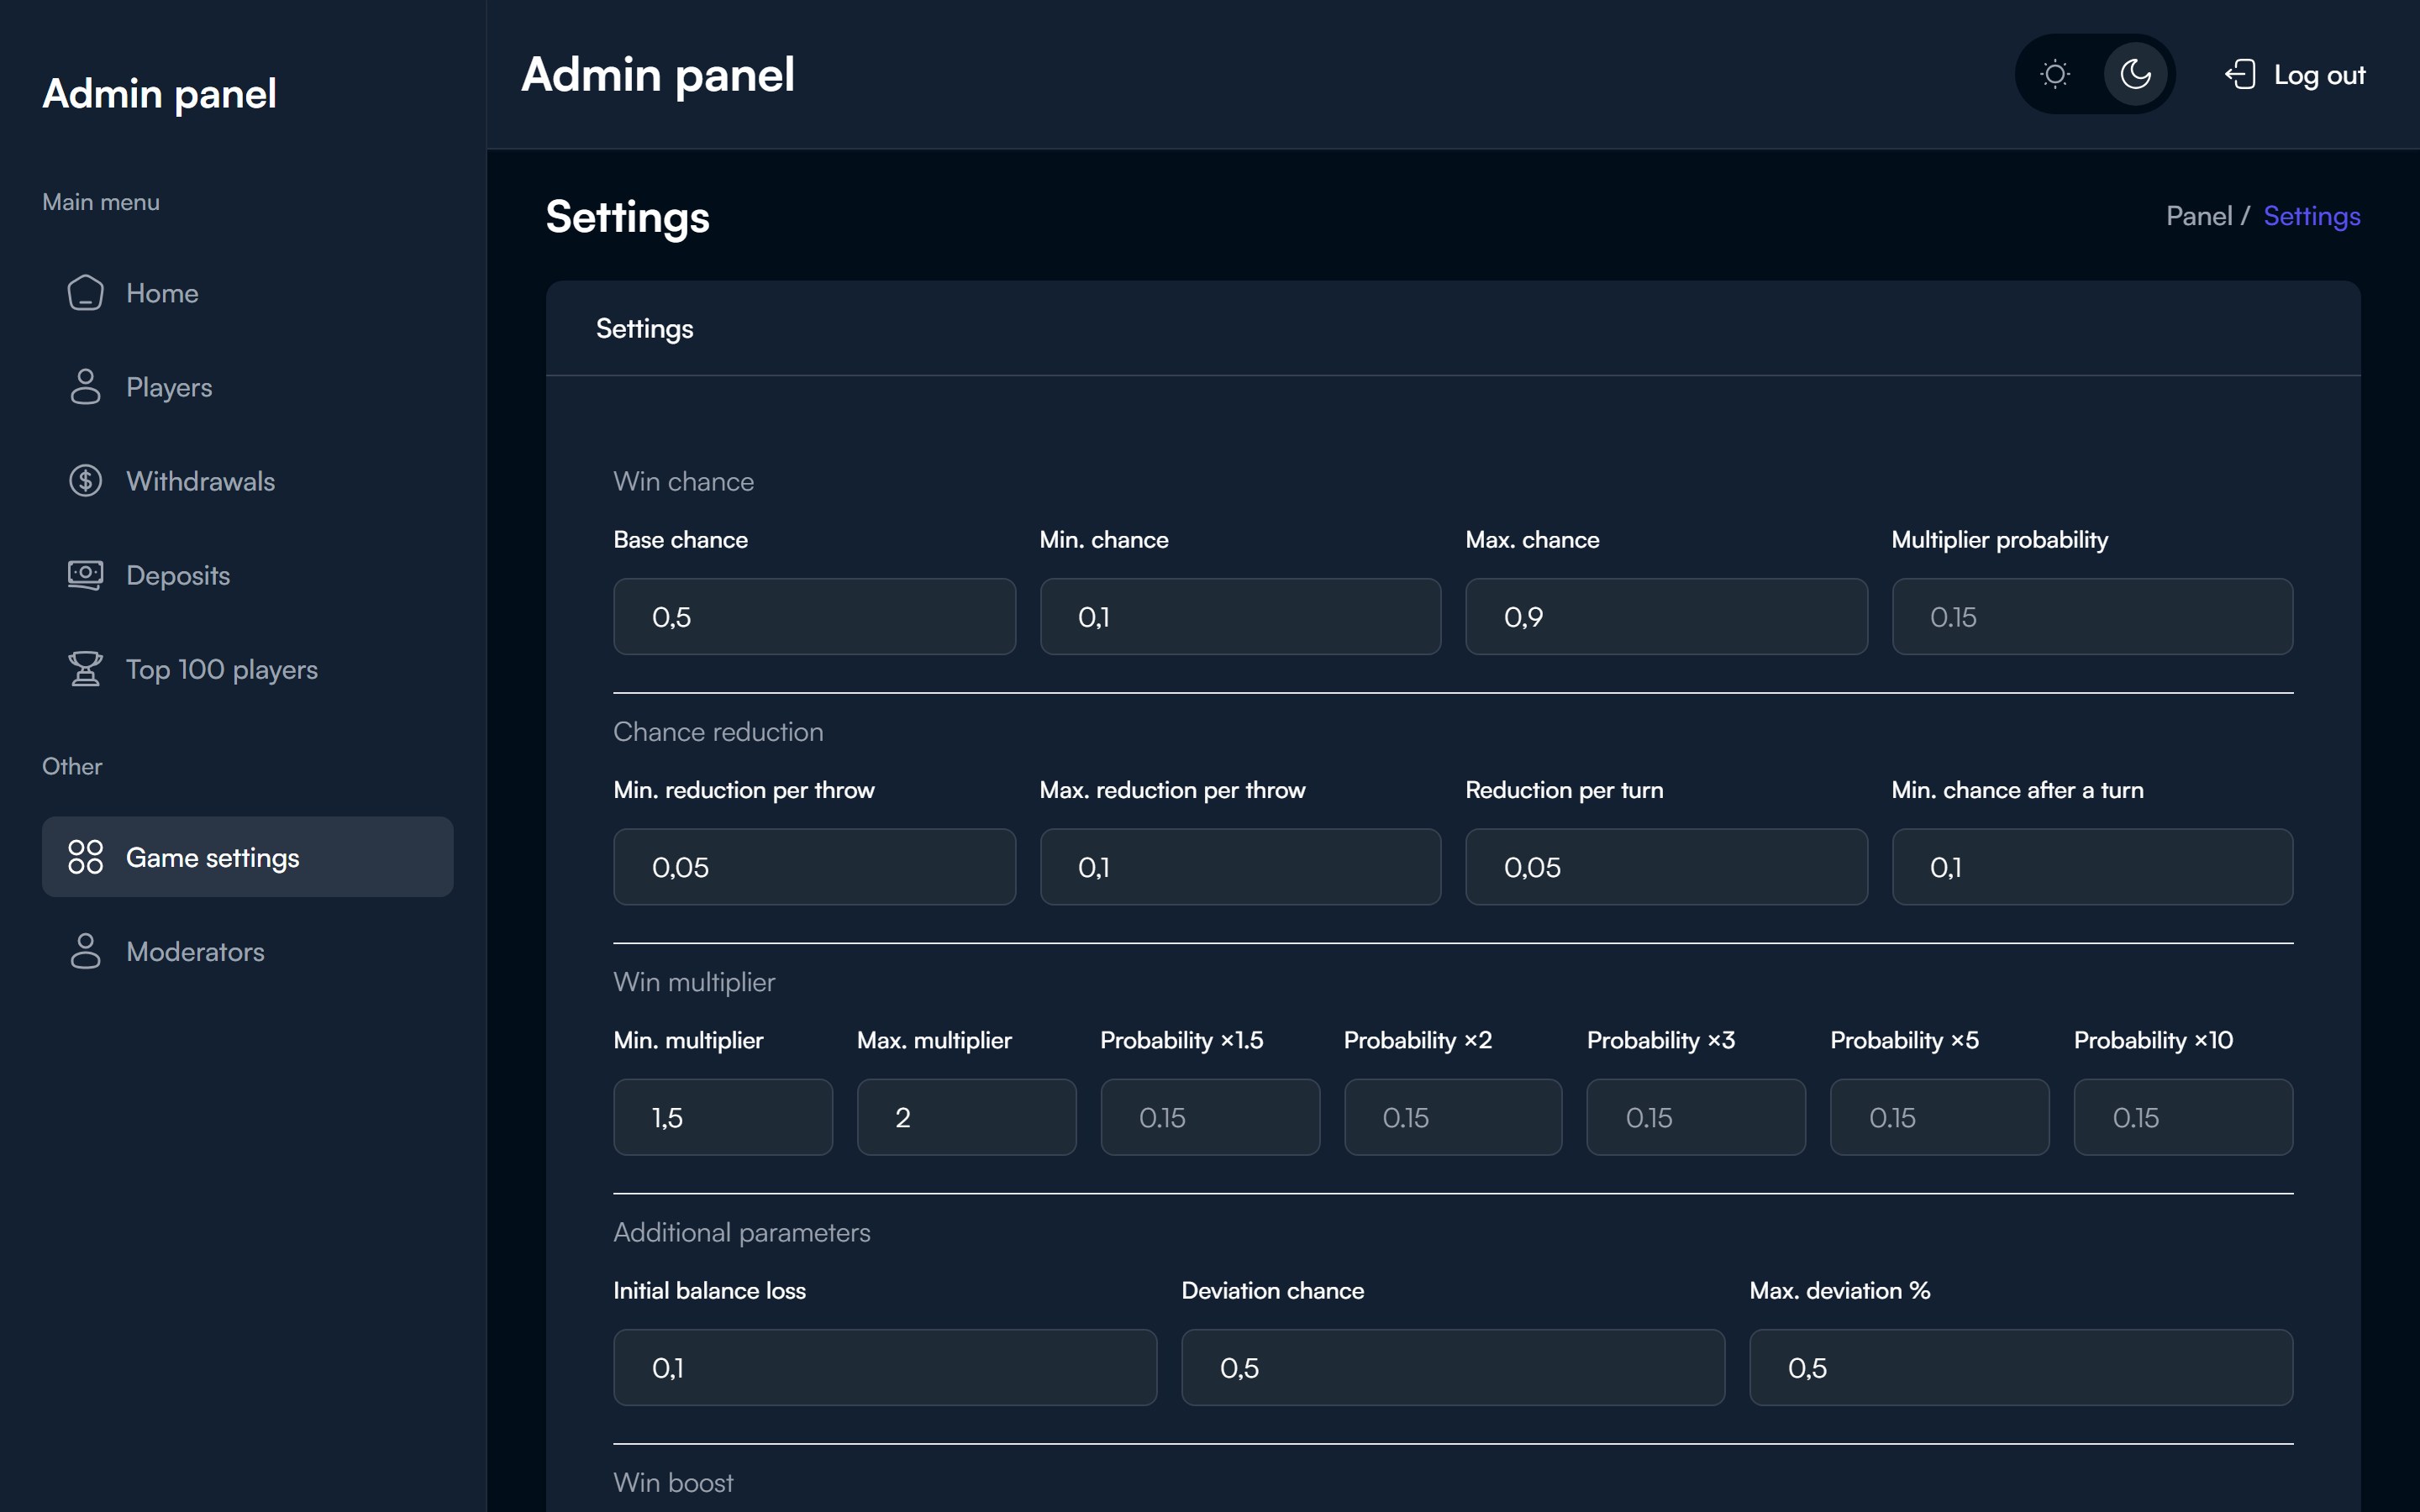 Admin panel
Main menu
Home
Players
Withdrawals
Deposits
Top 100 players
Other
Game settings
Moderators
Admin panel
Log out
Settings
Panel / Settings
Settings
Win chance
Base chance Min. chance Max. chance Multiplier probability
0,5 0,1 0,9 0.15
Chance reduction
Min. reduction per throw Max. reduction per throw Reduction per turn Min. chance after a turn
0,05 0,1 0,05 0,1
Win multiplier
Min. multiplier Max. multiplier Probability ×1.5 Probability ×2 Probability ×3 Probability ×5 Probability ×10
1,5 2 0.15 0.15 0.15 0.15 0.15
Additional parameters
Initial balance loss Deviation chance Max. deviation %
0,1 0,5 0,5
Win boost